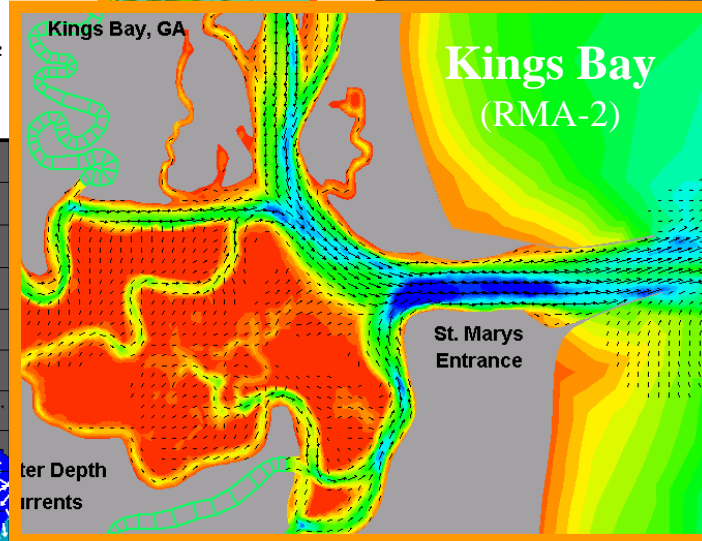 Kings Bay, GA
Kings Bay
(RMA-2)
St. Marys
Entrance
ter Depth
urrents